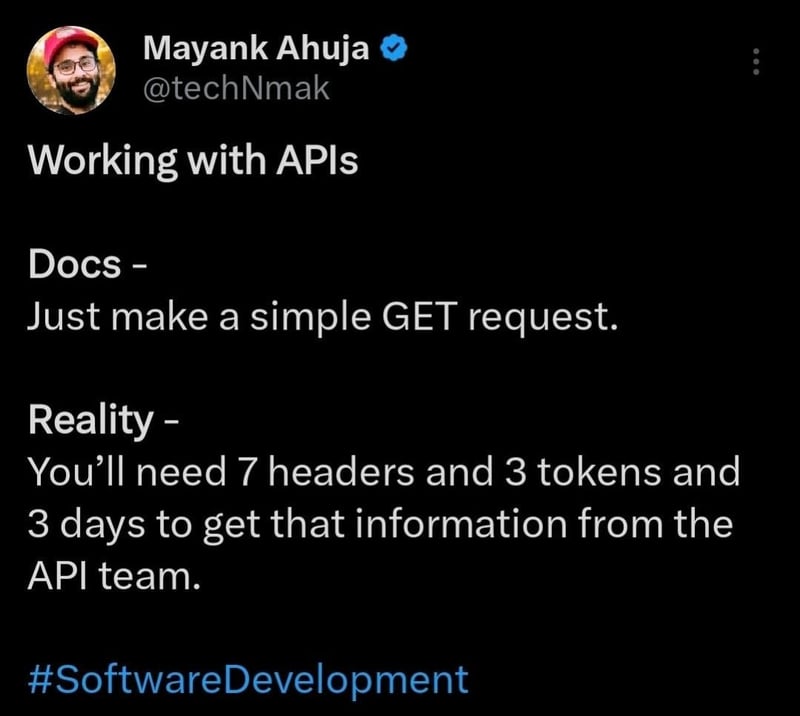 Mayank Ahuja
@techNmak
Working with APIs
Docs -
Just make a simple GET request.
Reality -
You’ll need 7 headers and 3 tokens and
3 days to get that information from the
API team.
#SoftwareDevelopment